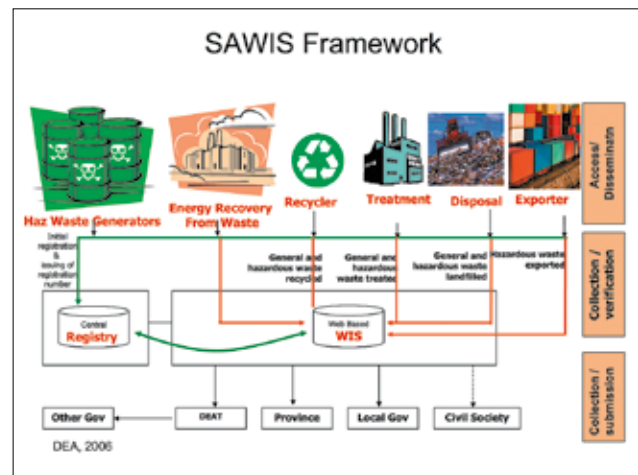 SAWIS Framework
Haz Waste Generators
Energy Recovery
From Waste
Recycler
Treatment
Disposal
Exporter
Access/
Disseminatn
Initial
registration
& issuing of
registration
number
General and
hazardous waste
recycled
General and
hazardous
waste treated
General and
hazardous waste
landfilled
Hazardous waste
exported
Collection /
verification
Central
Registry
Web Based
WIS
Collection /
submission
Other Gov
DEAT
Province
Local Gov
Civil Society
DEA, 2006